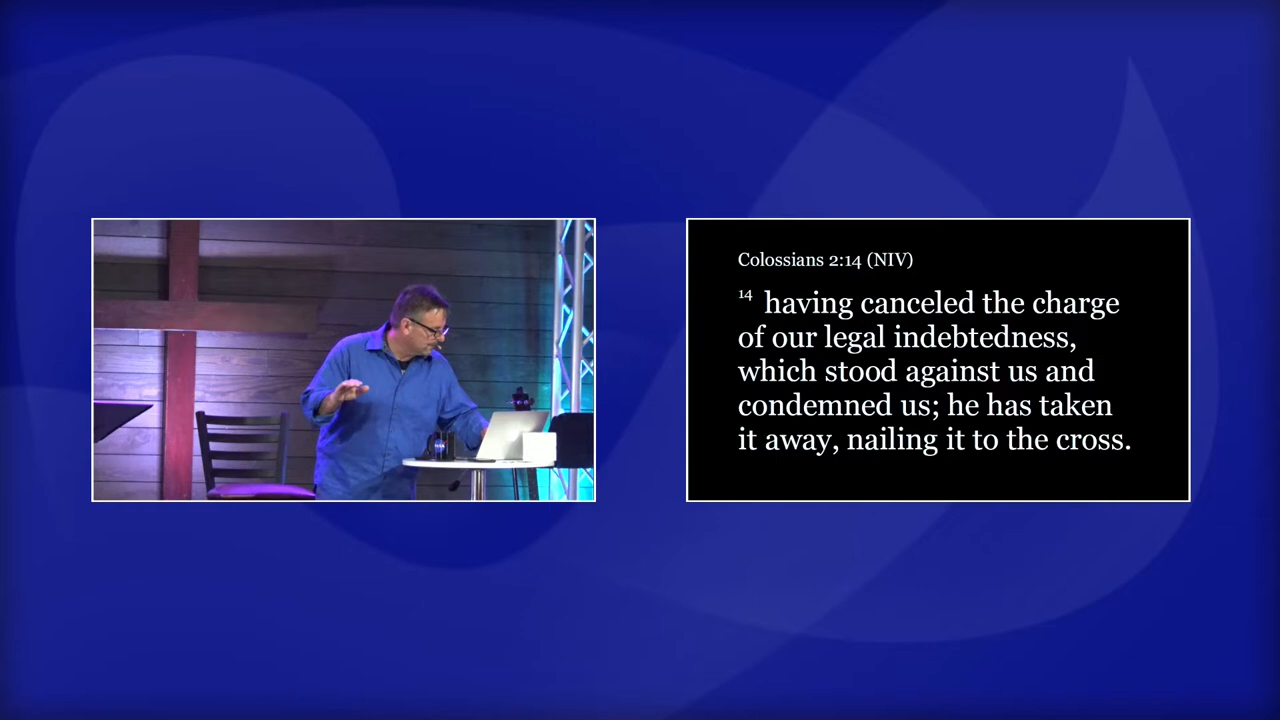 Colossians 2:14 (NIV)
14 having canceled the charge
of our legal indebtedness,
which stood against us and
condemned us; he has taken
it away, nailing it to the cross.